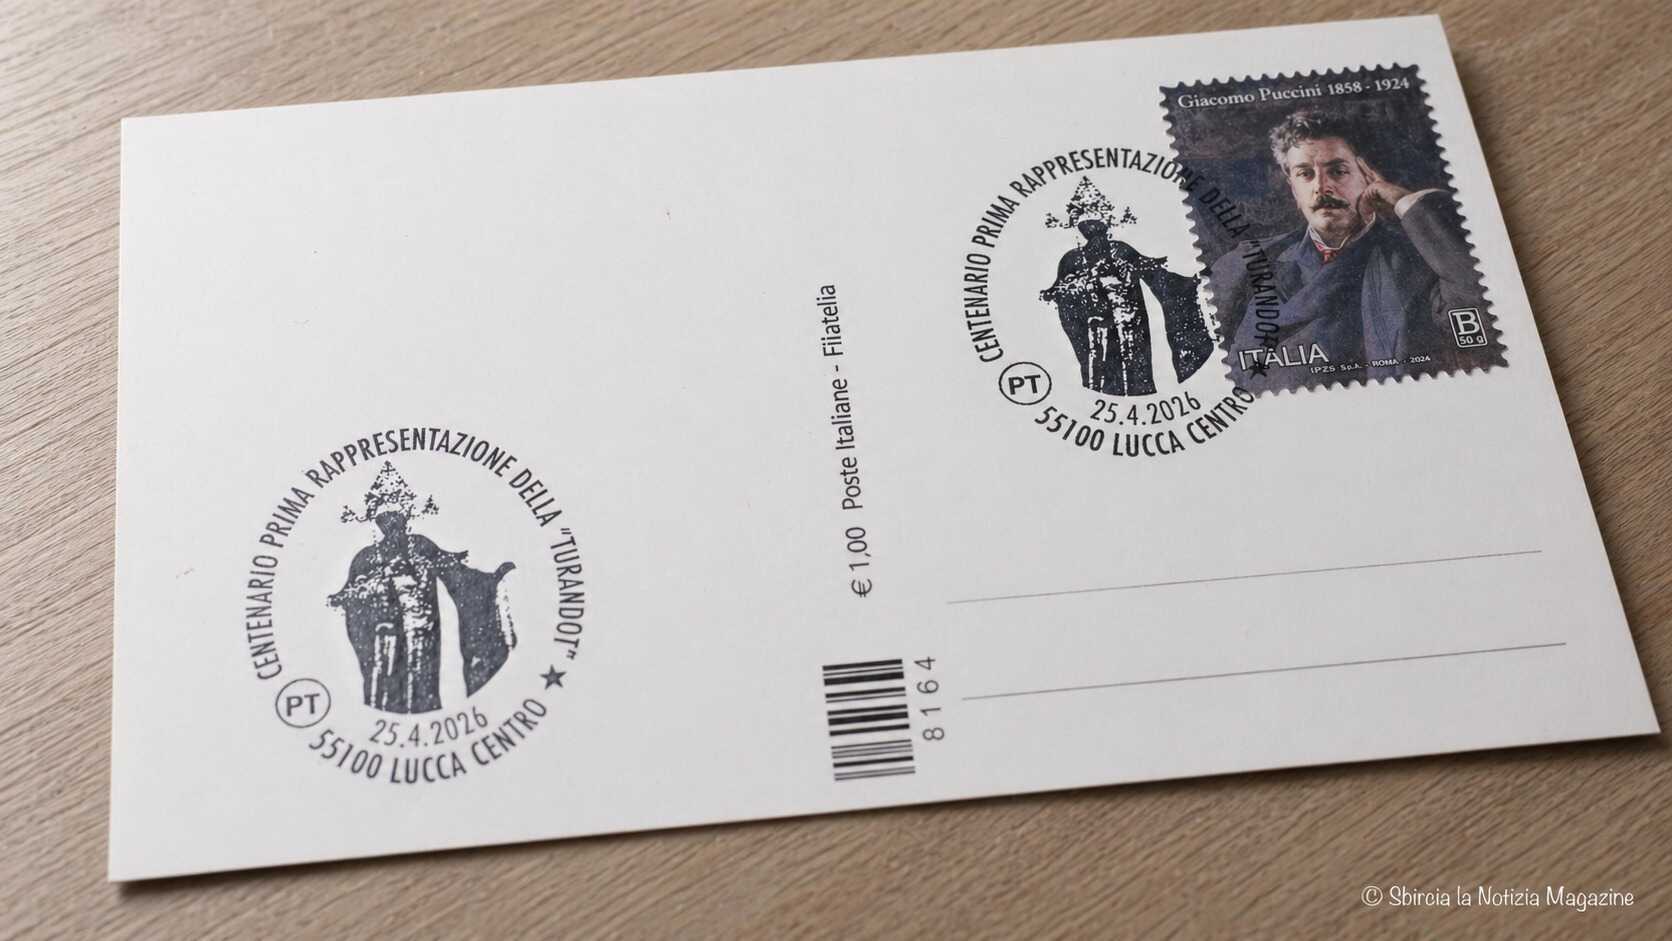 Giacomo Puccini 1858 - 1924
B
50 g
ITALIA
IPZS S.p.A. - ROMA - 2024
CENTENARIO PRIMA RAPPRESENTAZIONE DELLA "TURANDOT" ★
PT
25.4.2026
55100 LUCCA CENTRO
CENTENARIO PRIMA RAPPRESENTAZIONE DELLA "TURANDOT" ★
PT
25.4.2026
55100 LUCCA CENTRO
€ 1,00 Poste Italiane - Filatelia
8164
© Sbircia la Notizia Magazine